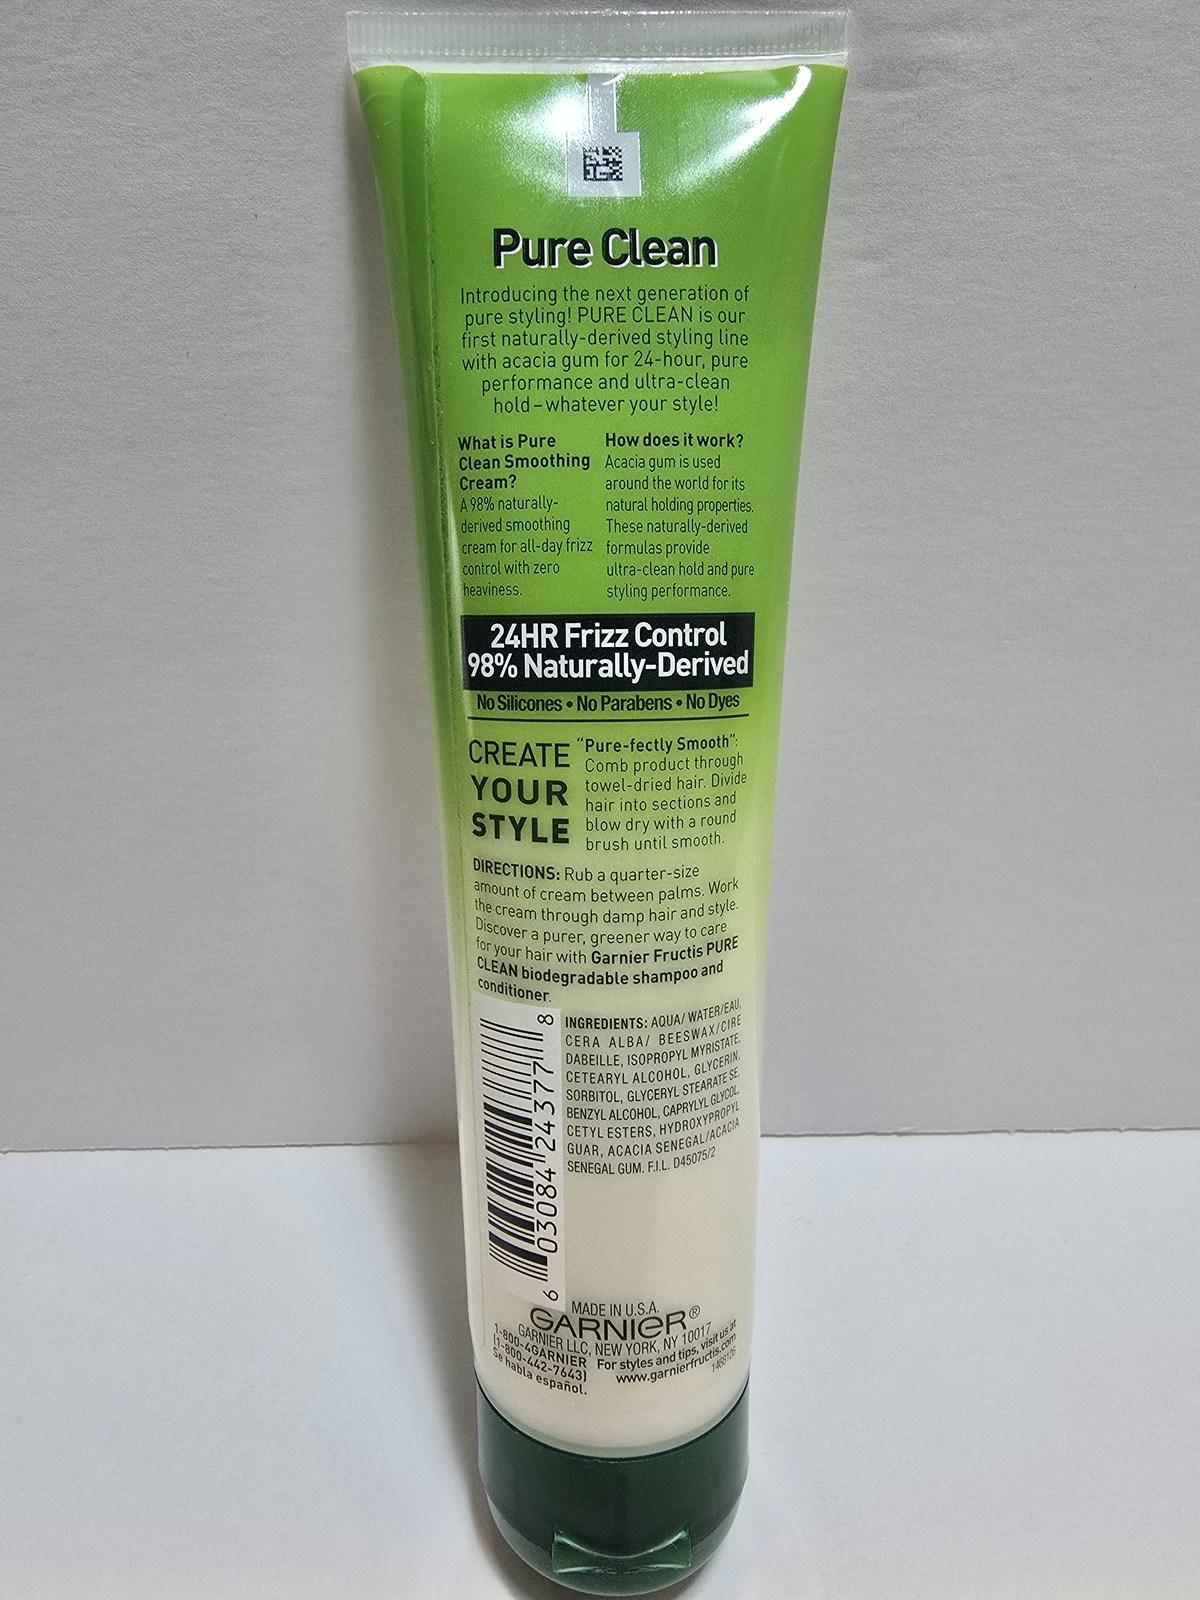 Pure Clean
Introducing the next generation of
pure styling! PURE CLEAN is our
first naturally-derived styling line
with acacia gum for 24-hour, pure
performance and ultra-clean
hold – whatever your style!
What is Pure
Clean Smoothing
Cream?
A 98% naturally-
derived smoothing
cream for all-day frizz
control with zero
heaviness.
How does it work?
Acacia gum is used
around the world for its
natural holding properties.
These naturally-derived
formulas provide
ultra-clean hold and pure
styling performance.
24HR Frizz Control
98% Naturally-Derived
No Silicones • No Parabens • No Dyes
CREATE
YOUR
STYLE
“Pure-fectly Smooth”:
Comb product through
towel-dried hair. Divide
hair into sections and
blow dry with a round
brush until smooth.
DIRECTIONS: Rub a quarter-size
amount of cream between palms. Work
the cream through damp hair and style.
Discover a purer, greener way to care
for your hair with Garnier Fructis PURE
CLEAN biodegradable shampoo and
conditioner.
6 03084 24377 8
INGREDIENTS: AQUA/ WATER/EAU,
CERA ALBA/ BEESWAX/CIRE
DABEILLE, ISOPROPYL MYRISTATE,
CETEARYL ALCOHOL, GLYCERIN,
SORBITOL, GLYCERYL STEARATE SE,
BENZYL ALCOHOL, CAPRYLYL GLYCOL,
CETYL ESTERS, HYDROXYPROPYL
GUAR, ACACIA SENEGAL/ACACIA
SENEGAL GUM. F.I.L. D45075/2
MADE IN U.S.A.
GARNIER®
GARNIER LLC, NEW YORK, NY 10017
1-800-4GARNIER
(1-800-442-7643)
Se habla español.
For styles and tips, visit us at
www.garnierfructis.com
1468126